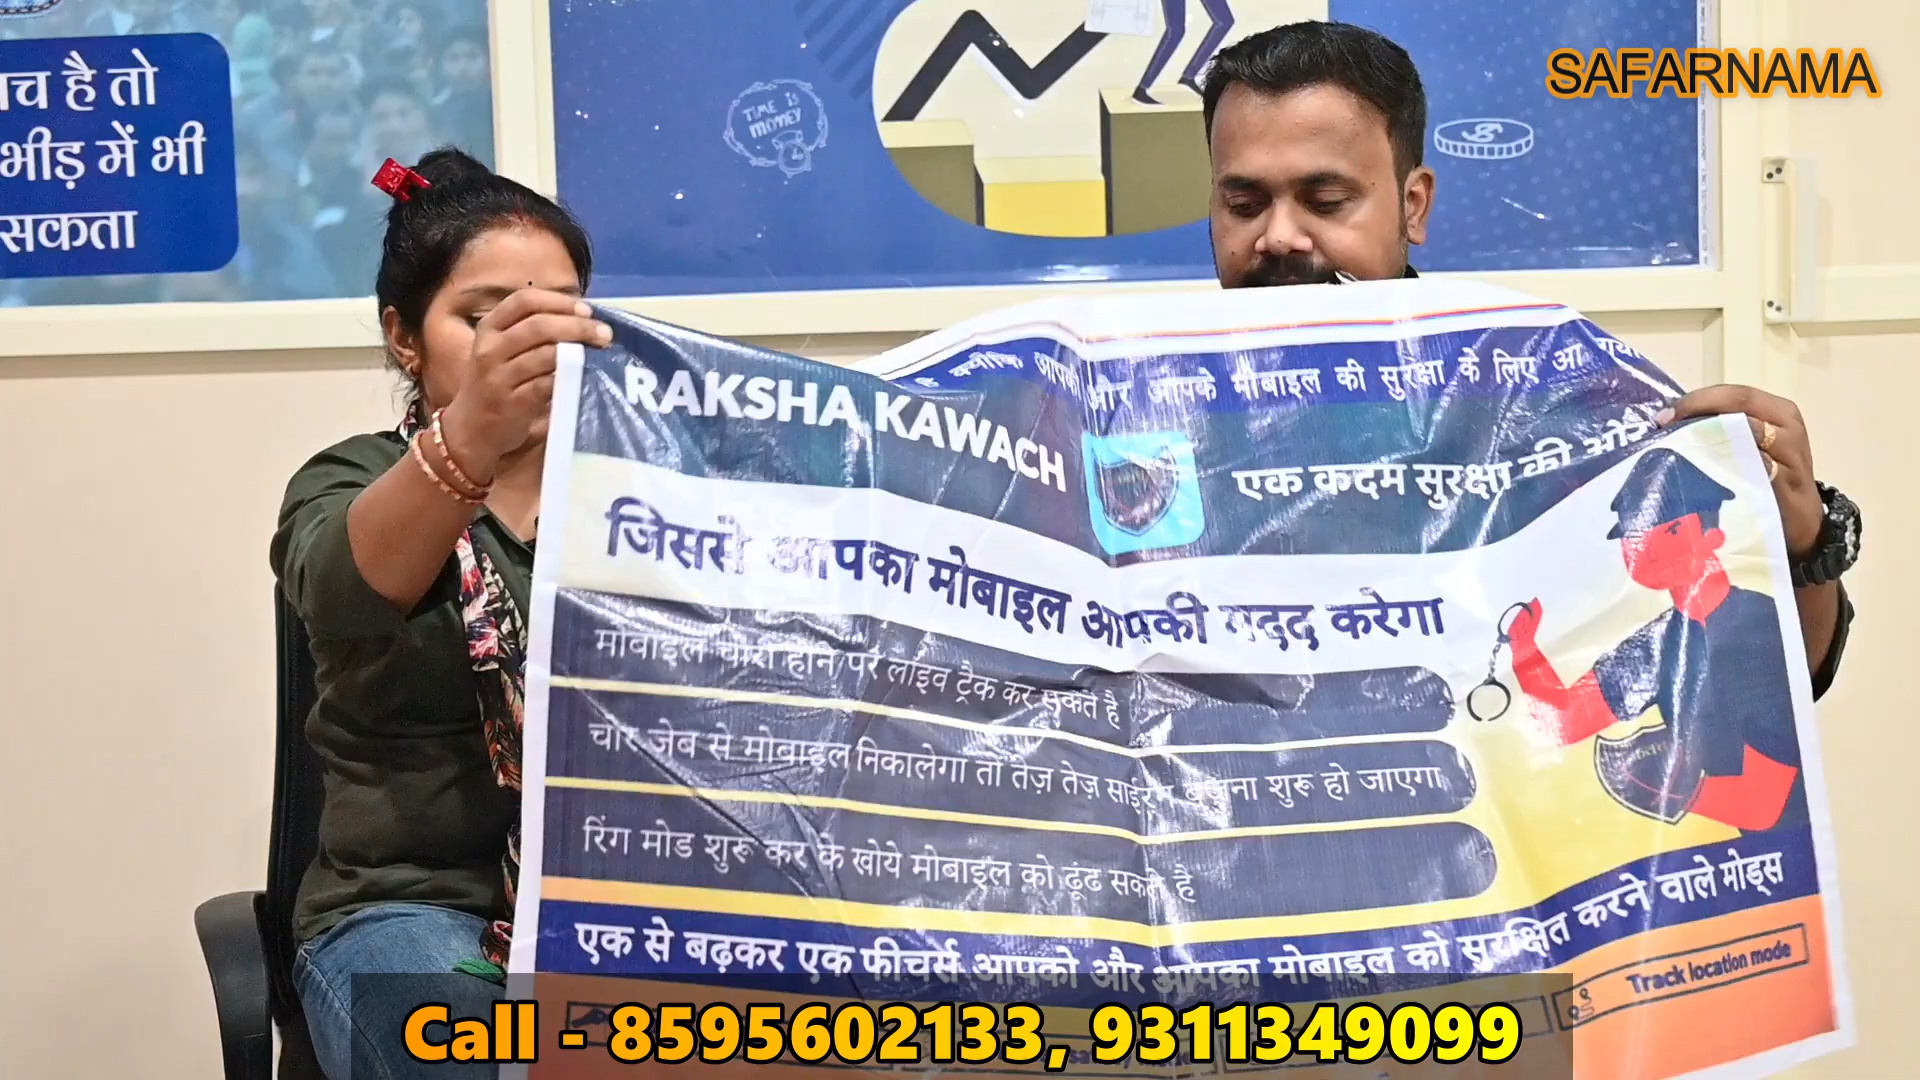 SAFARNAMA
है तो
भीड़ में भी
सकता
TIME IS
MONEY
क्योंकि आपकी और आपके मोबाइल की सुरक्षा के लिए आ गया
RAKSHA KAWACH
एक कदम सुरक्षा की ओर
जिससे आपका मोबाइल आपकी मदद करेगा
मोबाइल चोरी होने पर लाइव ट्रैक कर सकते है
चोर जेब से मोबाइल निकालेगा तो तेज़ तेज़ साईरन बजना शुरू हो जाएगा
रिंग मोड शुरू कर के खोये मोबाइल को ढूंढ सकते है
एक से बढ़कर एक फीचर्स आपको और आपका मोबाइल को सुरक्षित करने वाले मोड्स
Track location mode
Call - 8595602133, 9311349099